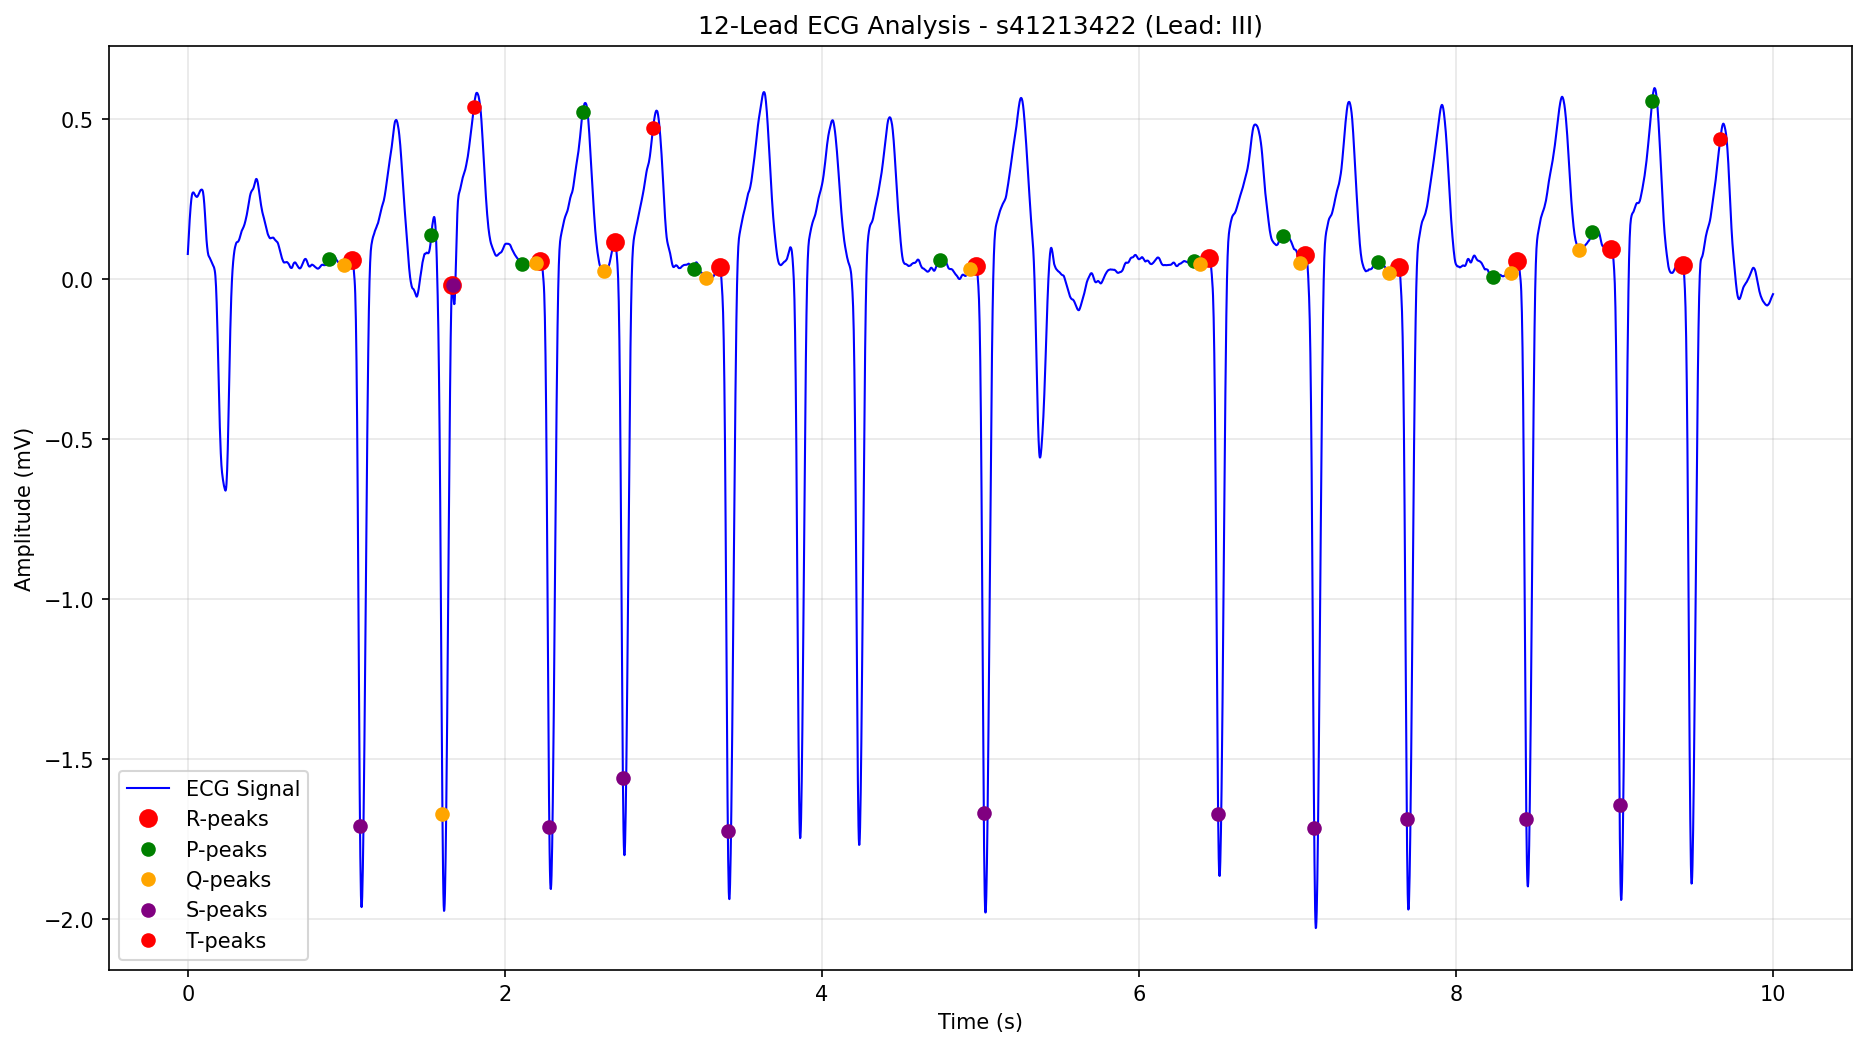 12-Lead ECG Analysis - s41213422 (Lead: III)
Amplitude (mV)
0.5
0.0
−0.5
−1.0
−1.5
−2.0
ECG Signal
R-peaks
P-peaks
Q-peaks
S-peaks
T-peaks
0 2 4 6 8 10
Time (s)